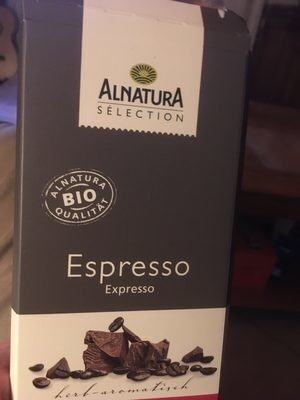 ALNATURA
SÉLECTION
ALNATURA
BIO
QUALITÄT
Espresso
Expresso
herb-aromatisch